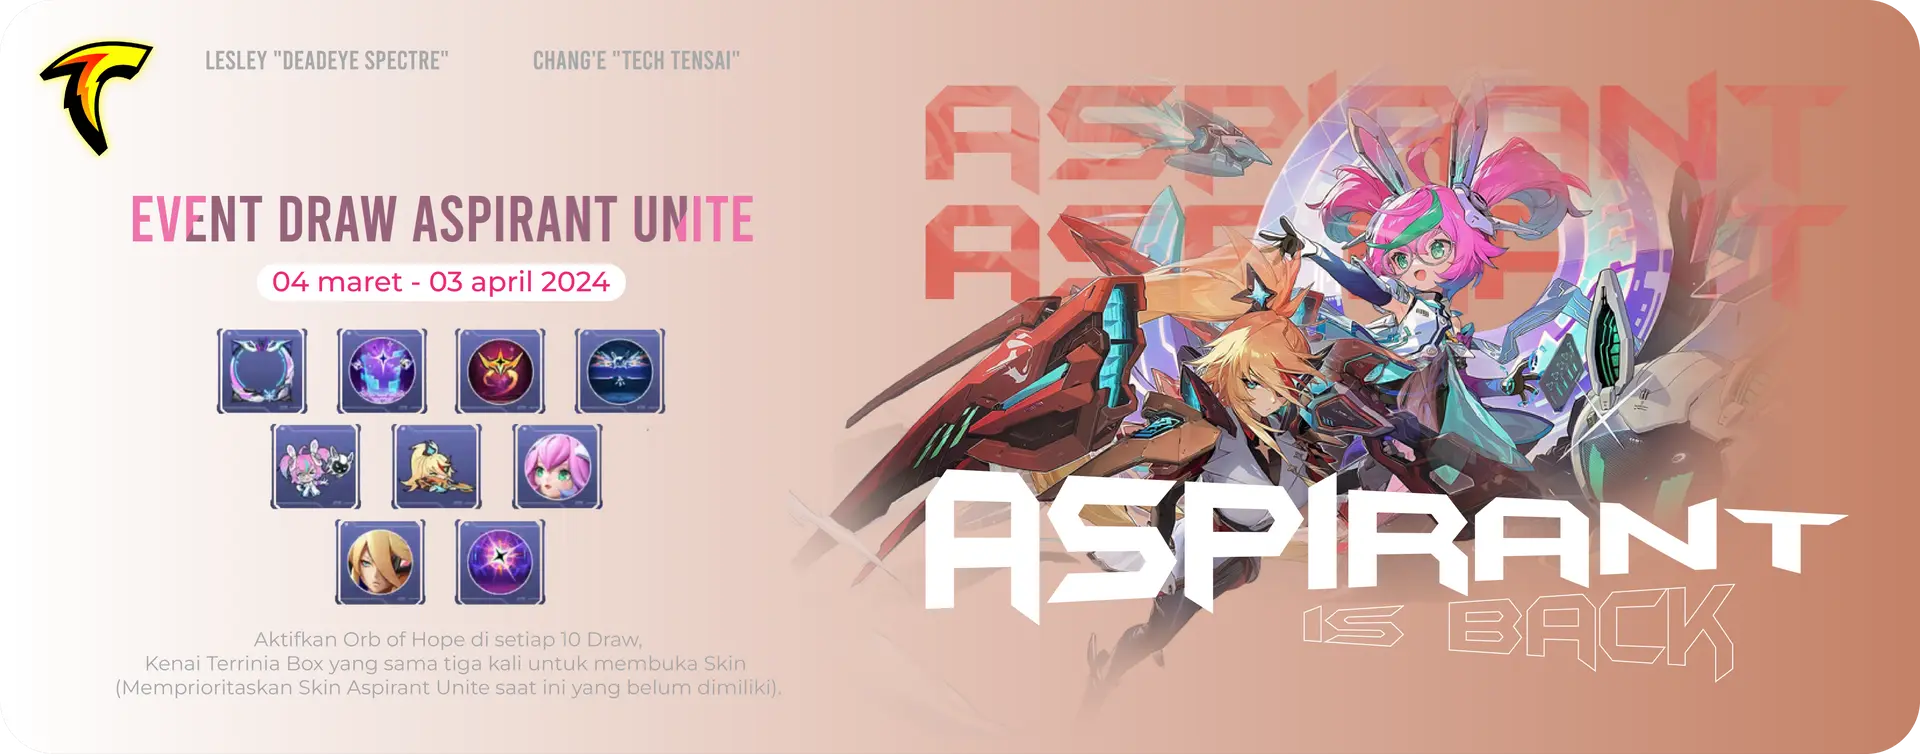 LESLEY "DEADEYE SPECTRE"
CHANG'E "TECH TENSAI"
EVENT DRAW ASPIRANT UNITE
04 maret - 03 april 2024
Aktifkan Orb of Hope di setiap 10 Draw,
Kenai Terrinia Box yang sama tiga kali untuk membuka Skin
(Memprioritaskan Skin Aspirant Unite saat ini yang belum dimiliki).
ASPIRANT
ASPIRANT
ASPIRANT
IS BACK